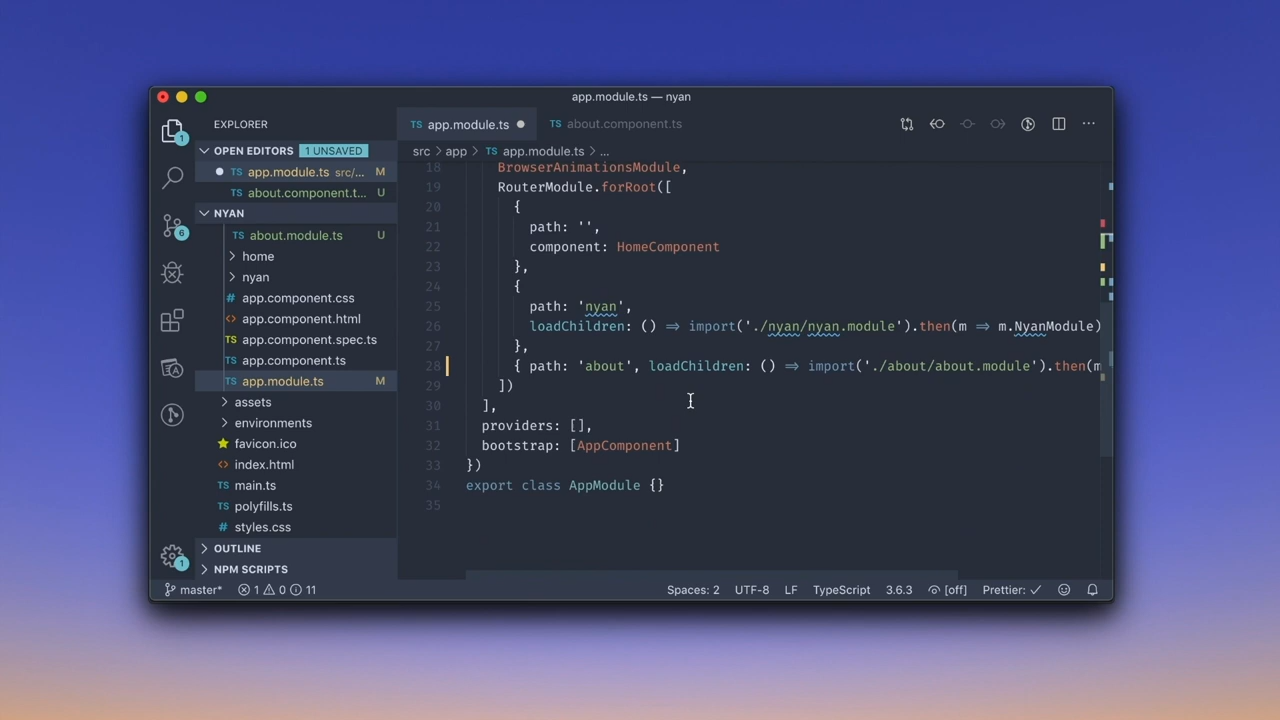 app.module.ts — nyan
EXPLORER
app.module.ts
about.component.ts
OPEN EDITORS
1 UNSAVED
app.module.ts src/... M
about.component.t... U
NYAN
about.module.ts U
home
nyan
app.component.css
app.component.html
app.component.spec.ts
app.component.ts
app.module.ts M
assets
environments
favicon.ico
index.html
main.ts
polyfills.ts
styles.css
OUTLINE
NPM SCRIPTS
1
6
1
src > app > TS app.module.ts > ...
18 BrowserAnimationsModule,
19 RouterModule.forRoot([
20 {
21 path: '',
22 component: HomeComponent
23 },
24 {
25 path: 'nyan',
26 loadChildren: () => import('./nyan/nyan.module').then(m => m.NyanModule)
27 },
28 { path: 'about', loadChildren: () => import('./about/about.module').then(m
29 ])
30 ],
31 providers: [],
32 bootstrap: [AppComponent]
33 })
34 export class AppModule {}
35
master* 1 0 11 Spaces: 2 UTF-8 LF TypeScript 3.6.3 [off] Prettier: ✓